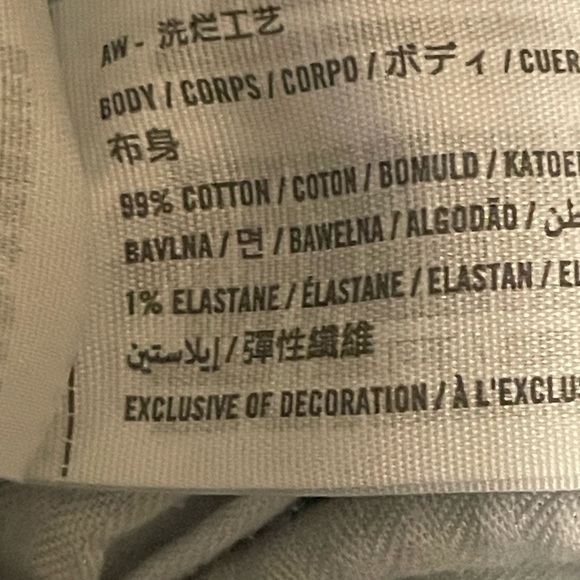 AW - 洗烂工艺
BODY / CORPS / CORPO / ボディ / CUER
布身
99% COTTON / COTON / BOMULD / KATOE
BAVLNA / 면 / BAWEŁNA / ALGODÃO / قطن
1% ELASTANE / ÉLASTANE / ELASTAN / EL
إيلاستين / 彈性纖維
EXCLUSIVE OF DECORATION / À L'EXCLUS